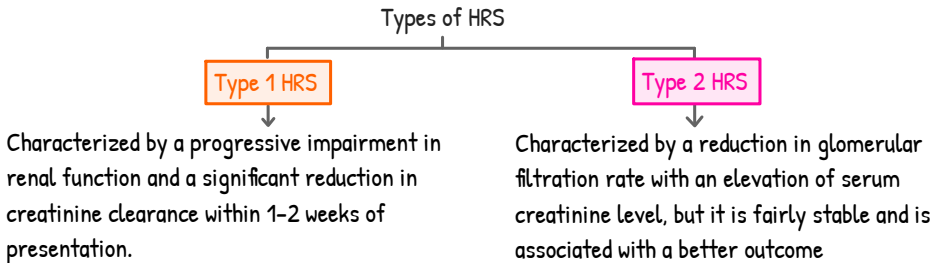 Types of HRS
Type 1 HRS
Characterized by a progressive impairment in
renal function and a significant reduction in
creatinine clearance within 1–2 weeks of
presentation.
Type 2 HRS
Characterized by a reduction in glomerular
filtration rate with an elevation of serum
creatinine level, but it is fairly stable and is
associated with a better outcome